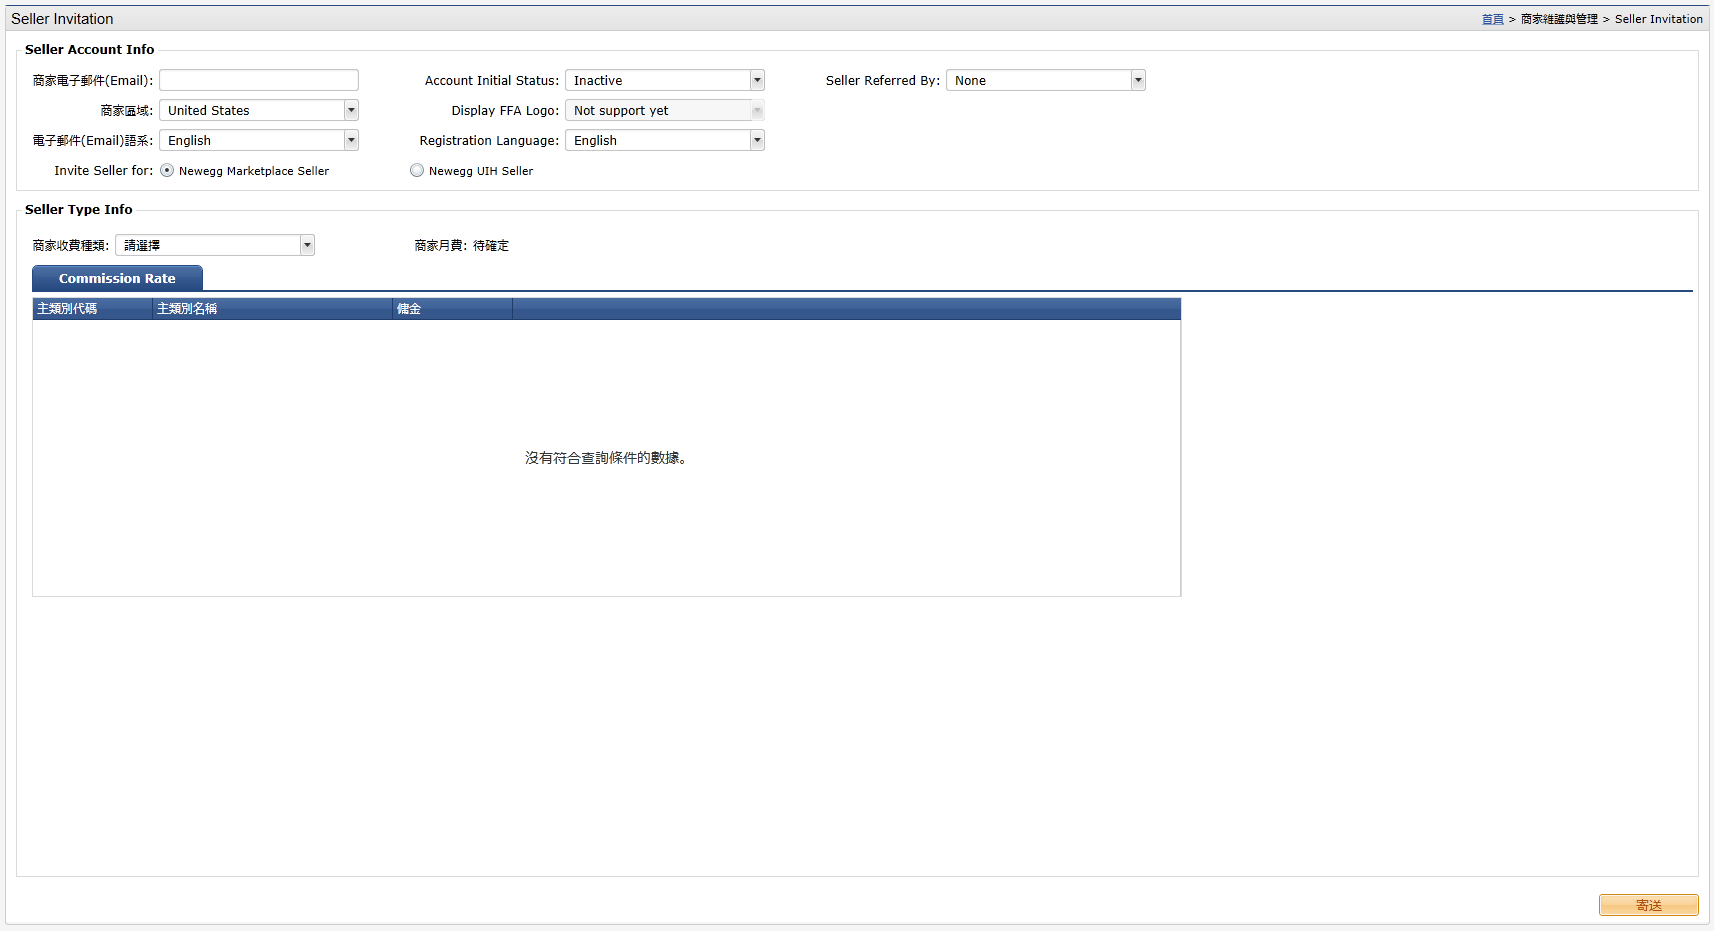 Seller Invitation
首頁 > 商家維護與管理 > Seller Invitation
Seller Account Info
商家電子郵件(Email):
Account Initial Status: Inactive
Seller Referred By: None
商家區域: United States
Display FFA Logo: Not support yet
電子郵件(Email)語系: English
Registration Language: English
Invite Seller for: Newegg Marketplace Seller
Newegg UIH Seller
Seller Type Info
商家收費種類: 請選擇
商家月費: 待確定
Commission Rate
主類別代碼 主類別名稱 傭金
沒有符合查詢條件的數據。
寄送